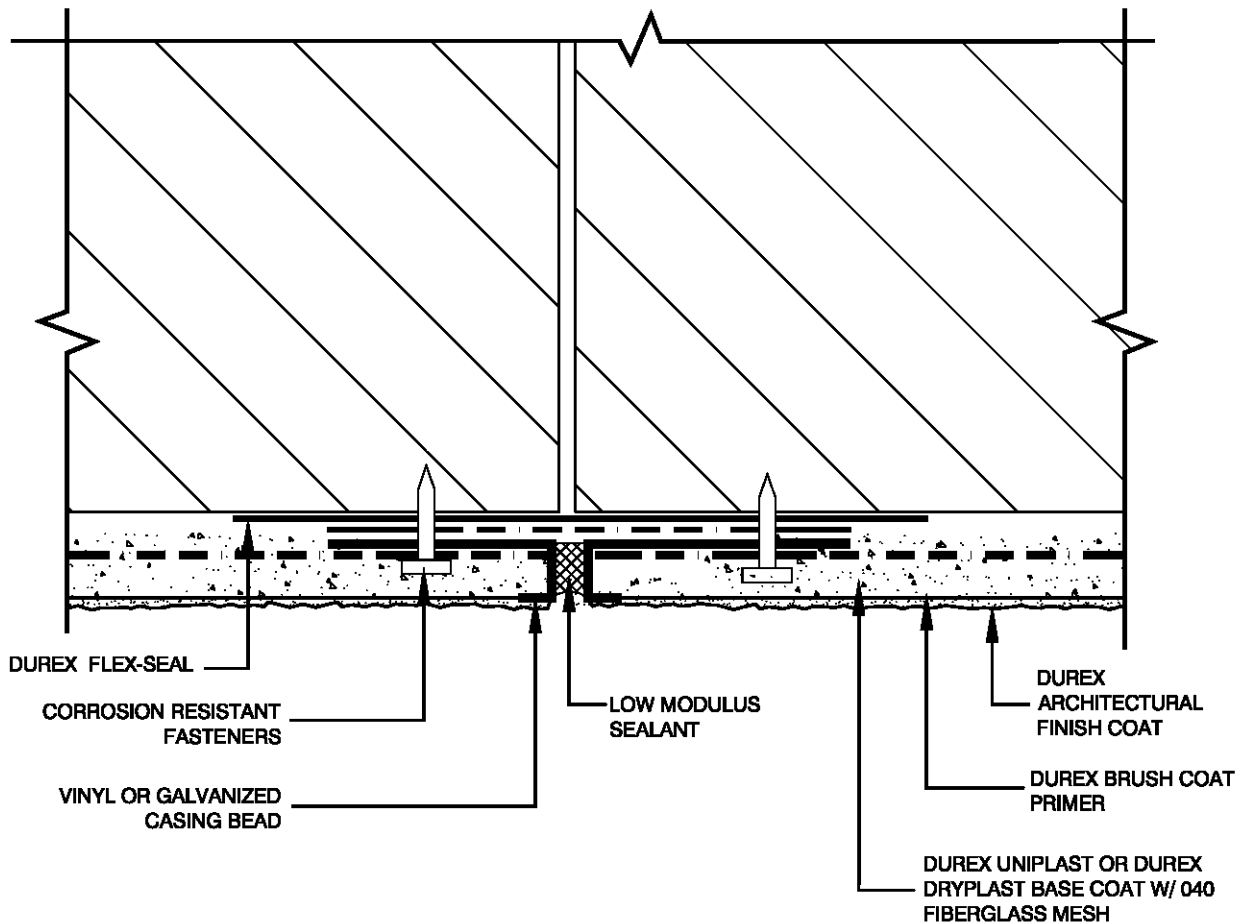 DUREX FLEX-SEAL
CORROSION RESISTANT
FASTENERS
VINYL OR GALVANIZED
CASING BEAD
LOW MODULUS
SEALANT
DUREX
ARCHITECTURAL
FINISH COAT
DUREX BRUSH COAT
PRIMER
DUREX UNIPLAST OR DUREX
DRYPLAST BASE COAT W/ 040
FIBERGLASS MESH